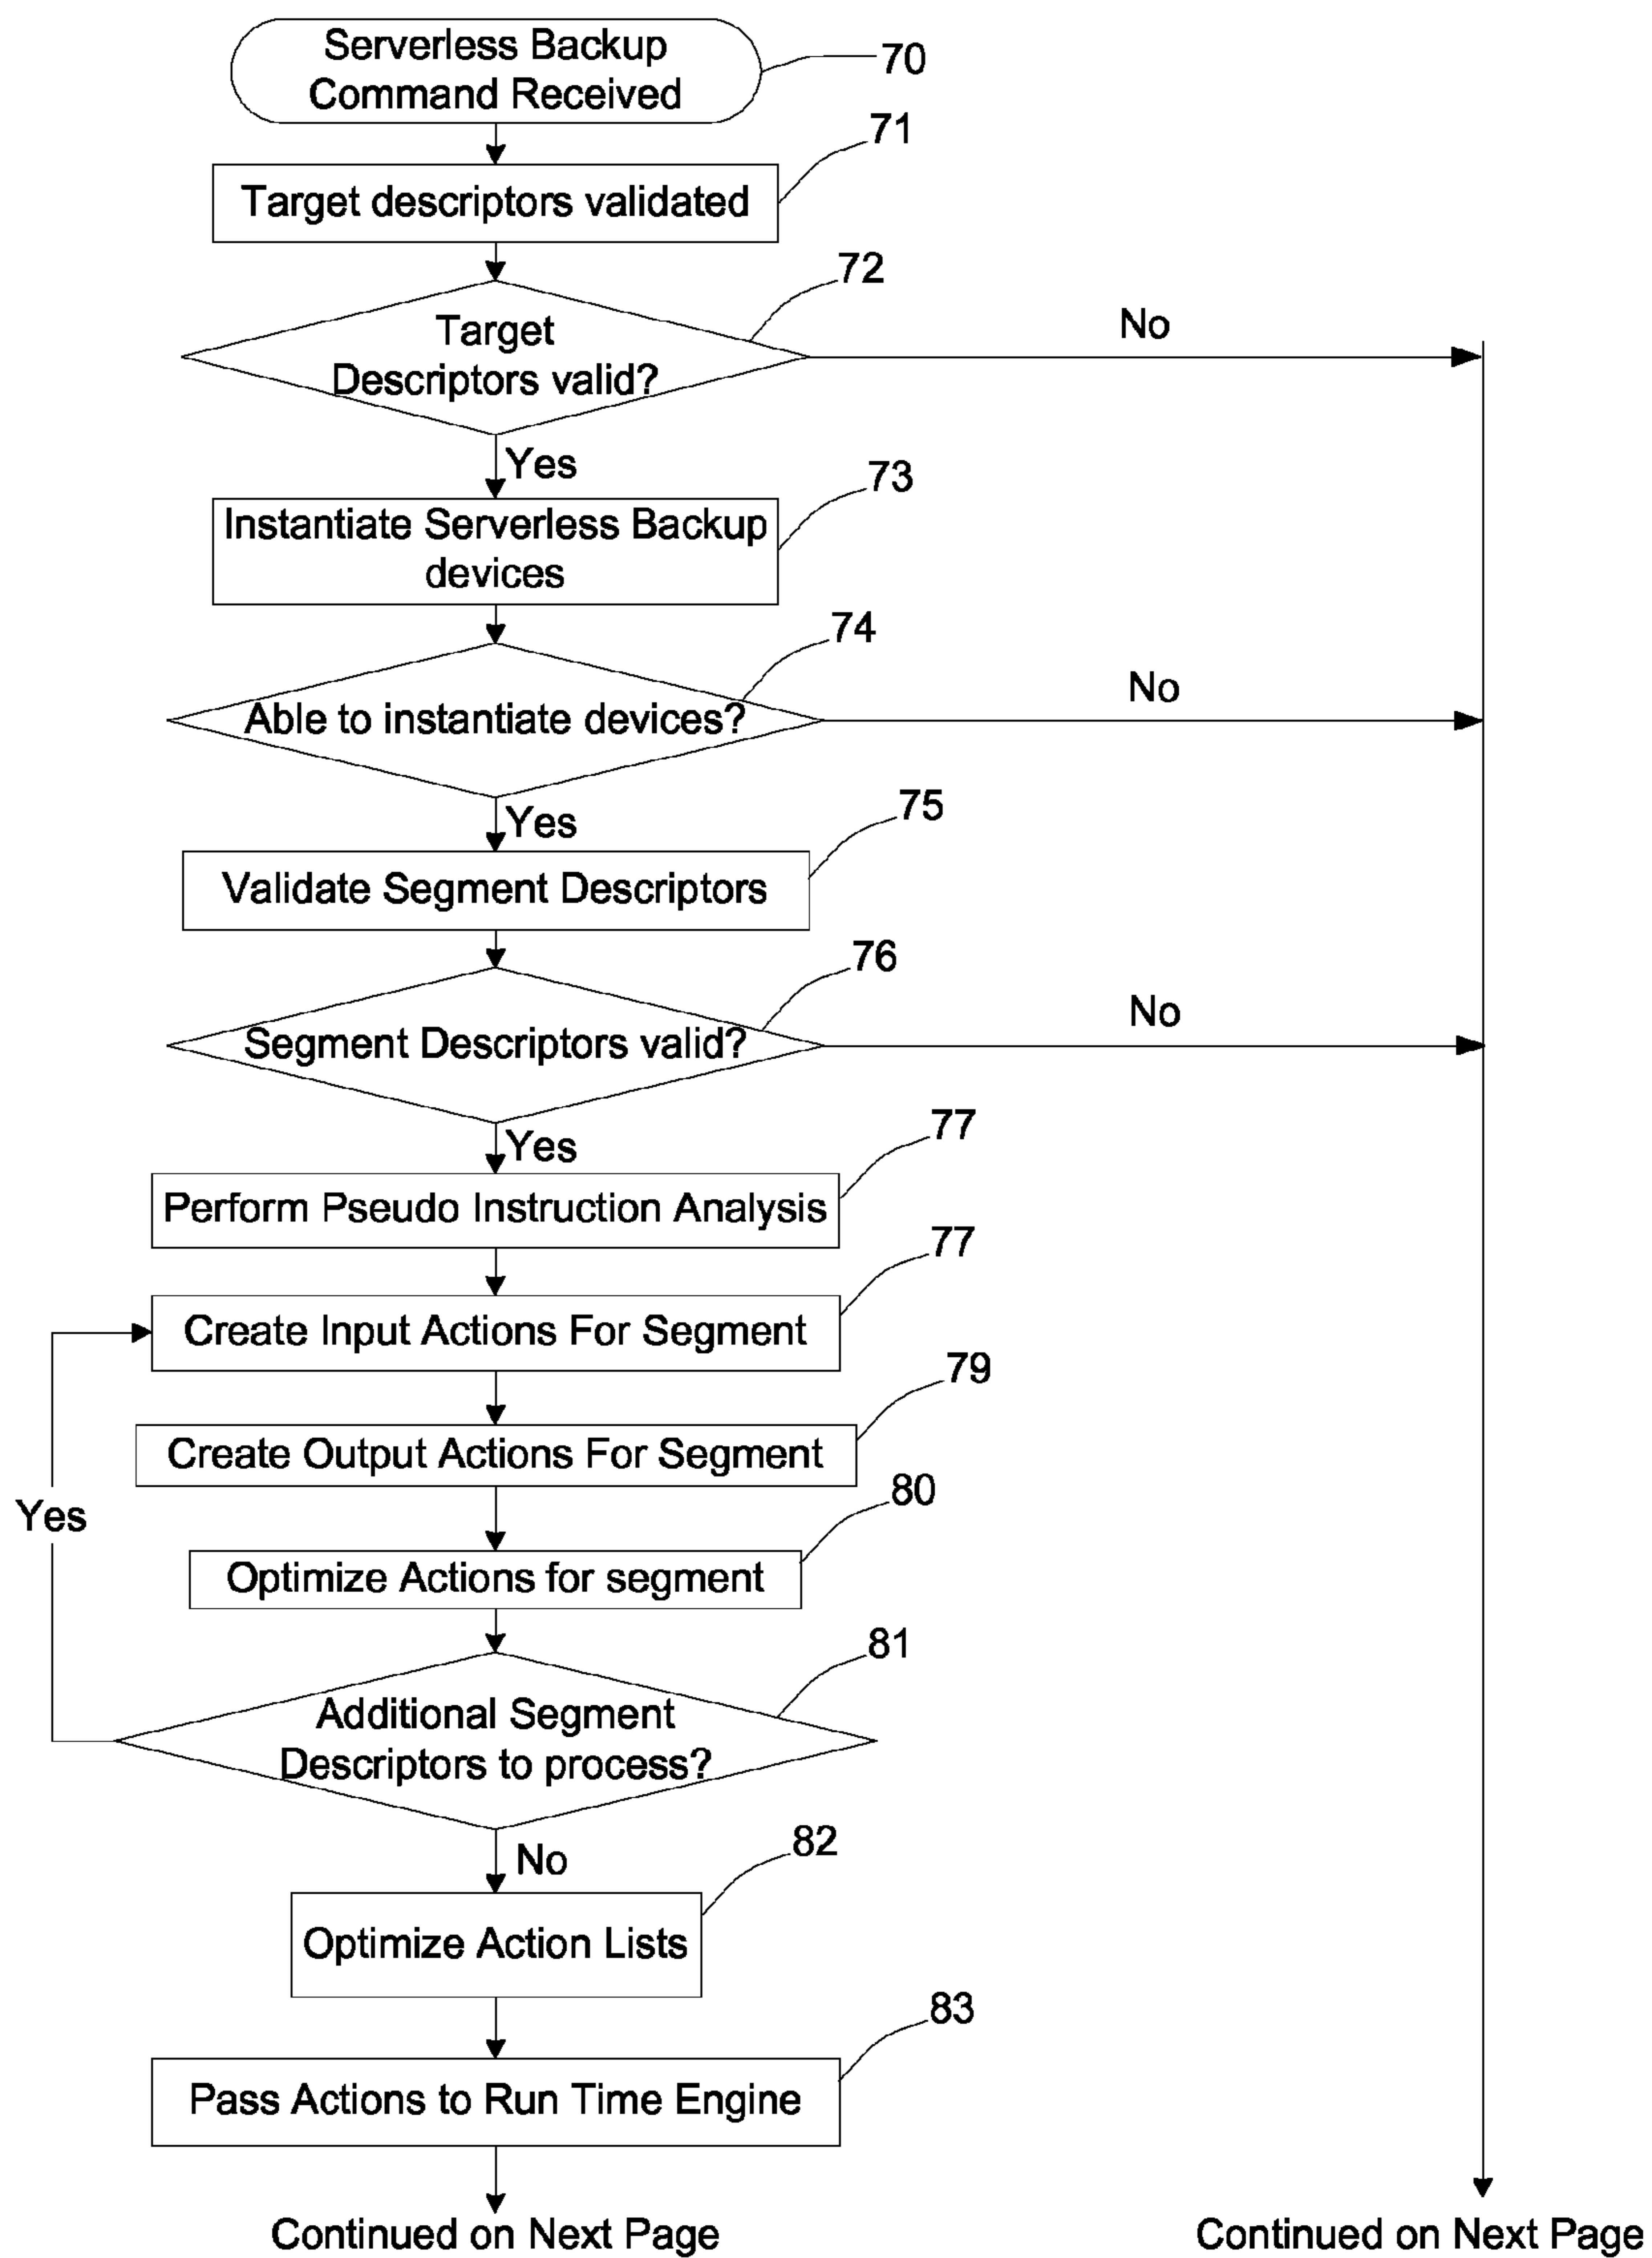 Serverless Backup
Command Received
70
71
Target descriptors validated
72
Target
Descriptors valid?
No
Yes
73
Instantiate Serverless Backup
devices
74
Able to instantiate devices?
No
Yes
75
Validate Segment Descriptors
76
Segment Descriptors valid?
No
Yes
77
Perform Pseudo Instruction Analysis
77
Create Input Actions For Segment
79
Create Output Actions For Segment
80
Yes
Optimize Actions for segment
81
Additional Segment
Descriptors to process?
No
82
Optimize Action Lists
83
Pass Actions to Run Time Engine
Continued on Next Page
Continued on Next Page